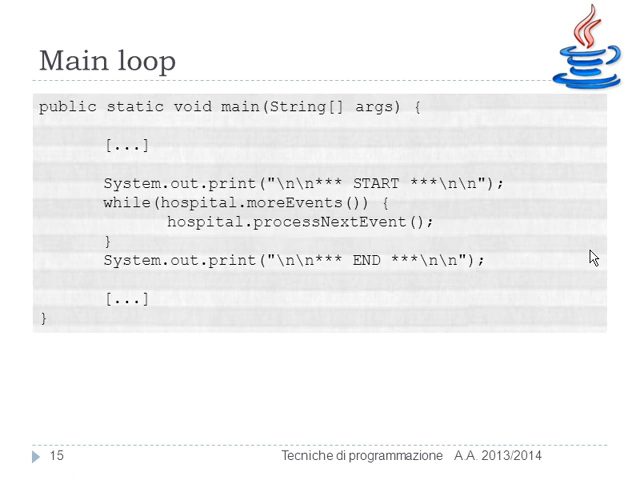 Main loop
public static void main(String[] args) {
[...]
System.out.print("\n\n*** START ***\n\n");
while(hospital.moreEvents()) {
hospital.processNextEvent();
}
System.out.print("\n\n*** END ***\n\n");
[...]
}
15 Tecniche di programmazione A.A. 2013/2014